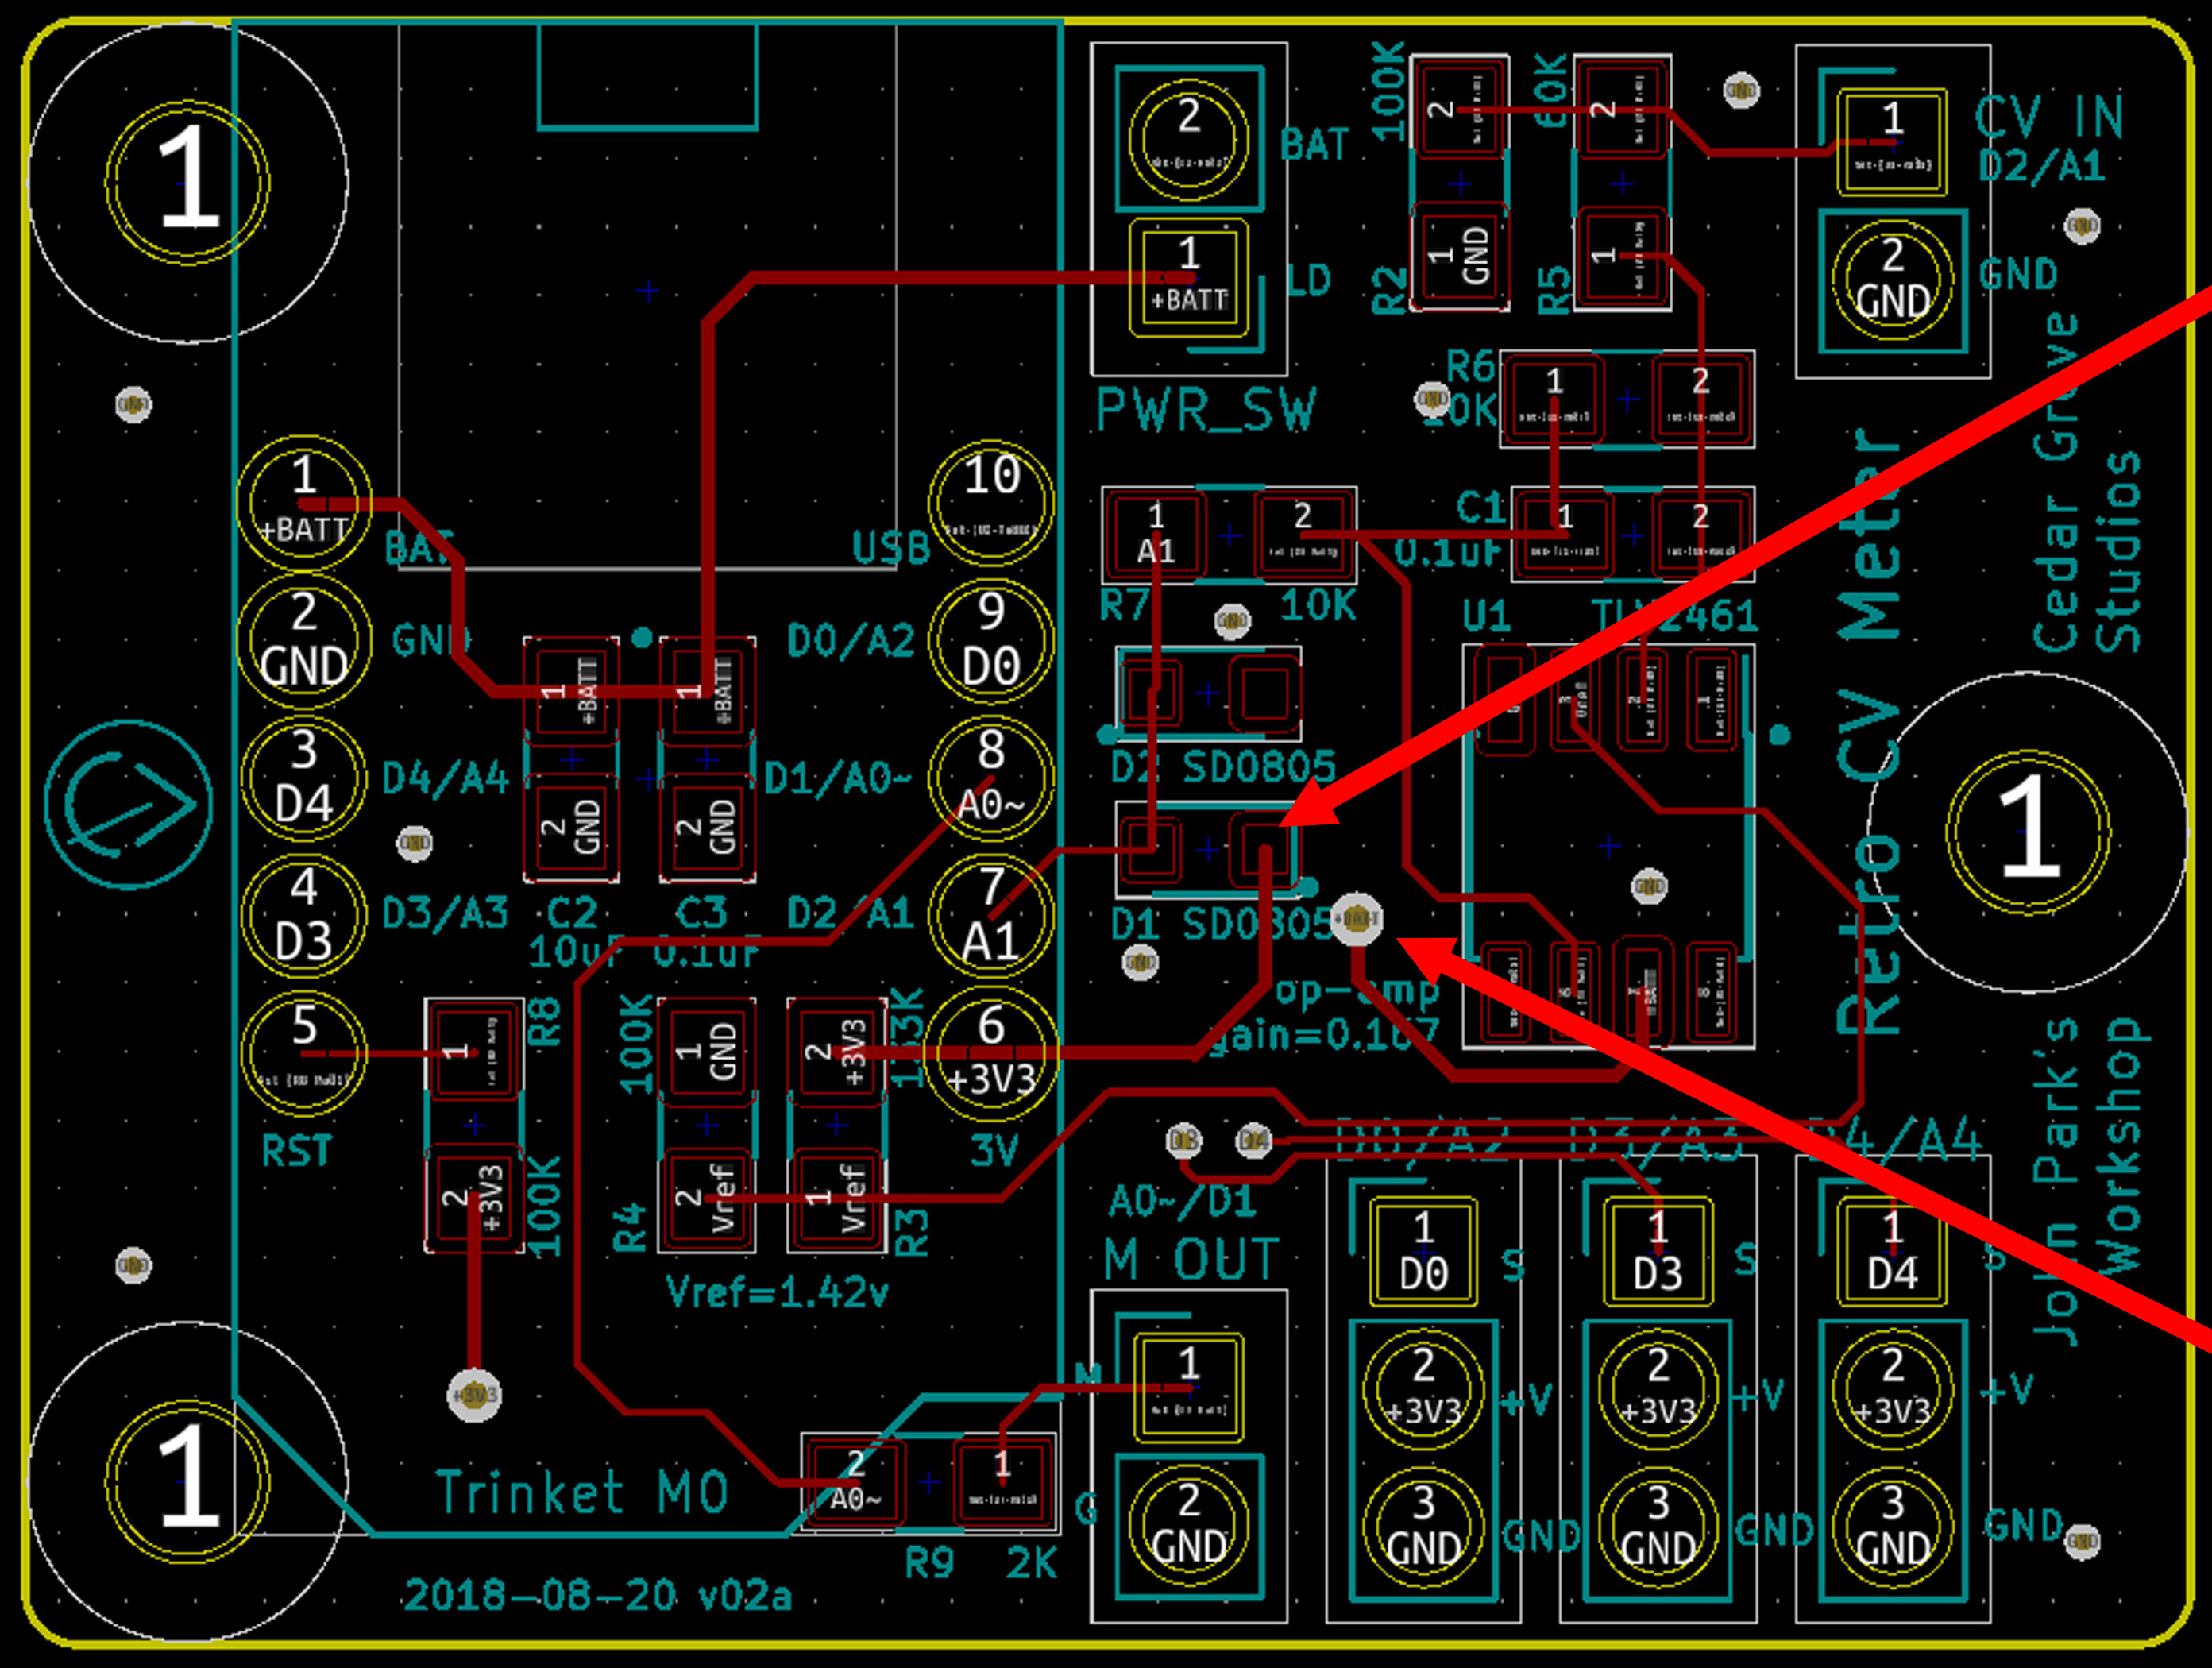 1
2
BAT
1
+BATT
LD
PWR_SW
100K
2
1
GND
R2
60K
2
1
R5
1
CV IN
D2/A1
2
GND
GND
R6
1
2
C1
0.1uF
1
2
1
A1
2
R7
10K
U1
D2 SD0805
D1 SD0805
op-amp
gain=0.167
Retro CV Meter
Cedar Grove
Studios
John Park's
Workshop
1
1
+BATT
BAT
2
GND
GND
3
D4
D4/A4
4
D3
D3/A3
5
RST
10
USB
9
D0
D0/A2
8
A0~
D1/A0~
7
A1
D2/A1
6
+3V3
3V
1
+BATT
2
GND
C2
10uF
1
+BATT
2
GND
C3
0.1uF
1
R8
2
+3V3
100K
+3V3
100K
1
GND
2
Vref
R4
2
+3V3
1
Vref
R3
Vref=1.42v
D3
D4
A0~/D1
M OUT
M
1
G
2
GND
D0/A2
1
D0
S
2
+3V3
+V
3
GND
GND
D3/A3
1
D3
S
2
+3V3
+V
3
GND
GND
D4/A4
1
D4
S
2
+3V3
+V
3
GND
GND
1
Trinket M0
2
A0~
1
R9
2K
2018-08-20 v02a